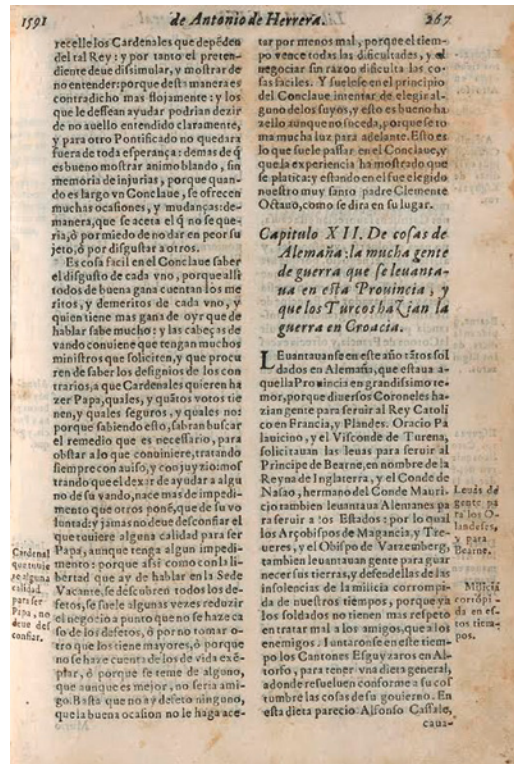 1591
de Antonio de Herrera.
267
recelle los Cardenales que depẽden
del tal Rey: y por tanto el preten-
diente deue dissimular, y mostrar de
no entender: porque desta manera es
contradicho mas floxamente: y los
que le dessean ayudar podrian dezir
de no auello entendido claramente,
y para otro Pontificado no quedara
fuera de toda esperança: demas de q̃
es bueno mostrar animo blando, sin
memoria de injurias, porque quan-
do es largo vn Conclaue, se ofrecen
muchas ocasiones, y mudanças: de-
manera, que se aceta el q̃ no se que-
ria, ò por miedo de no dar en peor su
jeto, ò por disgustar a otros.
Es cosa facil en el Conclaue saber
el disgusto de cada vno, porque alli
todos de buena gana cuentan los me
ritos, y demeritos de cada vno, y
quien tiene mas gana de oyr que de
hablar sabe mucho: y las cabeças de
vando conuiene que tengan muchos
ministros que soliciten, y que procu
ren de saber los designios de los con
trarios, a que Cardenales quieren ha
zer Papa, quales, y quãtos votos tie
nen, y quales seguros, y quales no:
porque sabiendo esto, sabran buscar
el remedio que es necessario, para
obstar a lo que conuiniere, tratando
siempre con auiso, y con juyzio: mos
trando que el dexar de ayudar a algu
no de su vando, nace mas de impedi-
mento que otros ponẽ, que de su vo
luntad: y jamas no deue desconfiar el
que tuuiere alguna calidad para ser
Papa, aunque tenga algun impedi-
mento: porque assi como con la li-
bertad que ay de hablar en la Sede
Vacante, se descubren todos los de-
fetos, se suele algunas vezes reduzir
el negocio a punto que no se haze ca
so de los defetos, ò por no tomar o-
tro que los tiene mayores, ò porque
no se haze cuenta de los de vida exẽ-
plar, ò porque se teme de alguno,
que aunque es mejor, no seria ami-
go. Basta que no ay defeto ninguno,
que la buena ocasion no le haga ace-
Cardenal
que tuuie
re alguna
calidad
para ser
Papa, no
deue des
confiar.
tar por menos mal, porque el tiem-
po vence todas las dificultades, y el
negociar sin razon dificulta las co-
sas faciles. Y suelese en el principio
del Conclaue intentar de elegir al-
guno de los suyos, y esto es bueno ha
zello aunque no suceda, porque se to
ma mucha luz para adelante. Esto es
lo que suele passar en el Conclaue, y
que la experiencia ha mostrado que
se platica: y estando en el fue elegido
nuestro muy santo padre Clemente
Octauo, como se dira en su lugar.
Capitulo XII. De cosas de
Alemaña: la mucha gente
de guerra que se leuanta-
ua en esta Prouincia, y
que los Turcos hazian la
guerra en Croacia.
LEuantauanse en este año tãtos sol
dados en Alemaña, que estaua a-
quella Prouincia en grandissimo te-
mor, porque diuersos Coroneles ha-
zian gente para seruir al Rey Catoli
co en Francia, y Flandes. Oracio Pa
lauicino, y el Visconde de Turena,
solicitauan las leuas para seruir al
Principe de Bearne, en nombre de la
Reyna de Inglaterra, y el Conde de
Nasao, hermano del Conde Mauri-
cio tambien leuantaua Alemanes pa
ra seruir a los Estados: por lo qual
los Arçobispos de Magancia, y Tre-
ueres, y el Obispo de Vatzemberg,
tambien leuantauan gente para guar
necer sus tierras, y defendellas de las
insolencias de la milicia corrompi-
da de nuestros tiempos, porque ya
los soldados no tienen mas respeto
en tratar mal a los amigos, que a los
enemigos. Iuntaronse en este tiem-
po los Cantones Esguyzaros en Al-
torfo, para tener vna dieta general,
adonde resueluen conforme a su cos
tumbre las cosas de su gouierno. En
esta dieta parecio Alfonso Cassale,
caua-
Leuas de
gente pa
ra los O-
landeses,
y para
Bearne.
Milicia
corrõpi-
da en es-
tos tiem-
pos.